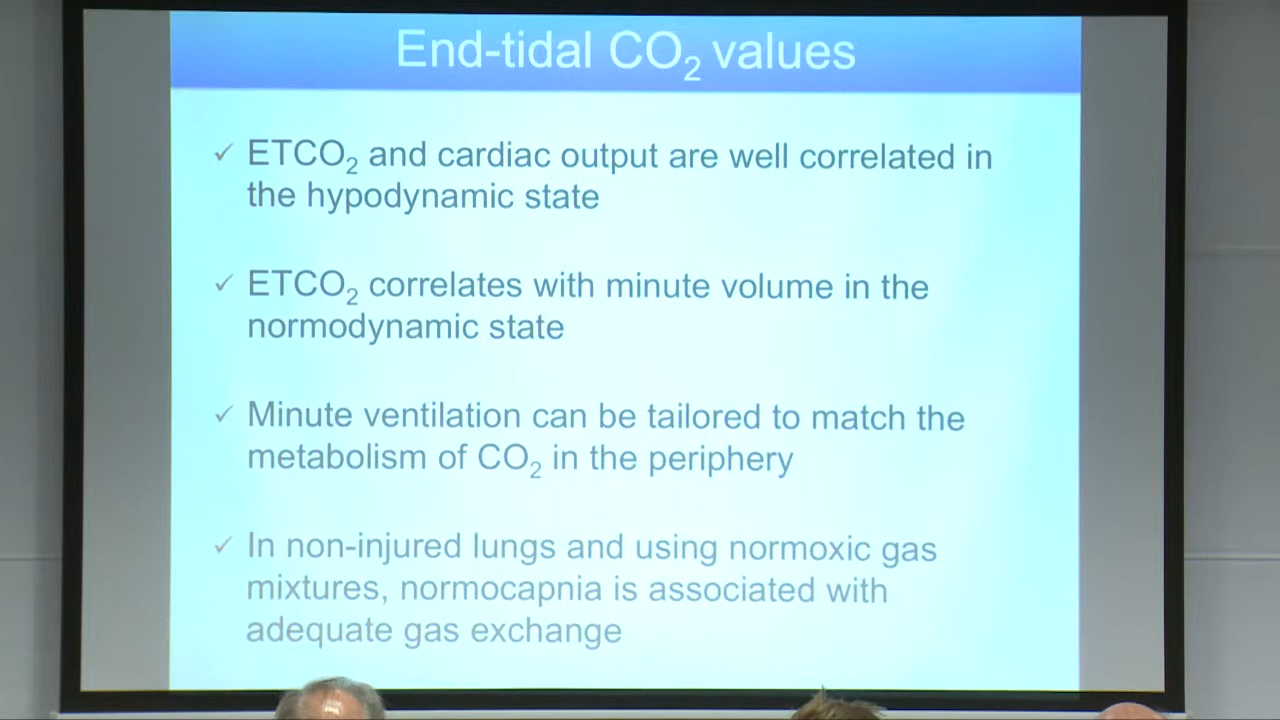 End-tidal CO₂ values
✓ ETCO₂ and cardiac output are well correlated in
the hypodynamic state
✓ ETCO₂ correlates with minute volume in the
normodynamic state
✓ Minute ventilation can be tailored to match the
metabolism of CO₂ in the periphery
✓ In non-injured lungs and using normoxic gas
mixtures, normocapnia is associated with
adequate gas exchange